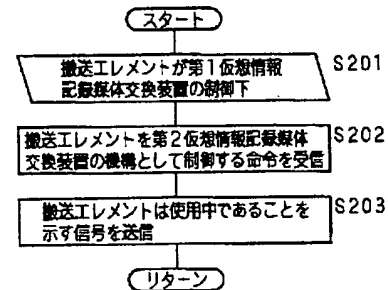 スタート
搬送エレメントが第1仮想情報
記録媒体交換装置の制御下
S201
搬送エレメントを第2仮想情報記録媒体
交換装置の機構として制御する命令を受信
S202
搬送エレメントは使用中であることを
示す信号を送信
S203
リターン